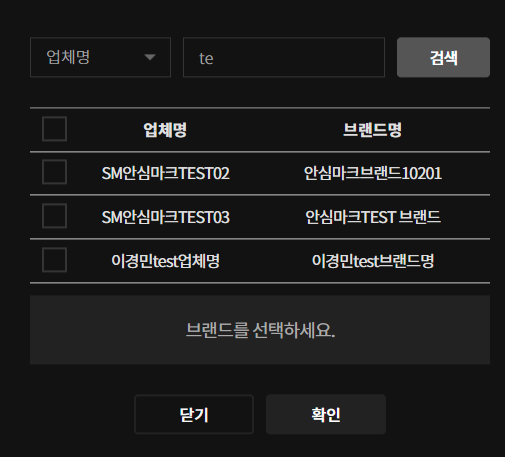 업체명 te 검색
업체명 브랜드명
SM안심마크TEST02 안심마크브랜드10201
SM안심마크TEST03 안심마크TEST 브랜드
이경민test업체명 이경민test브랜드명
브랜드를 선택하세요.
닫기 확인